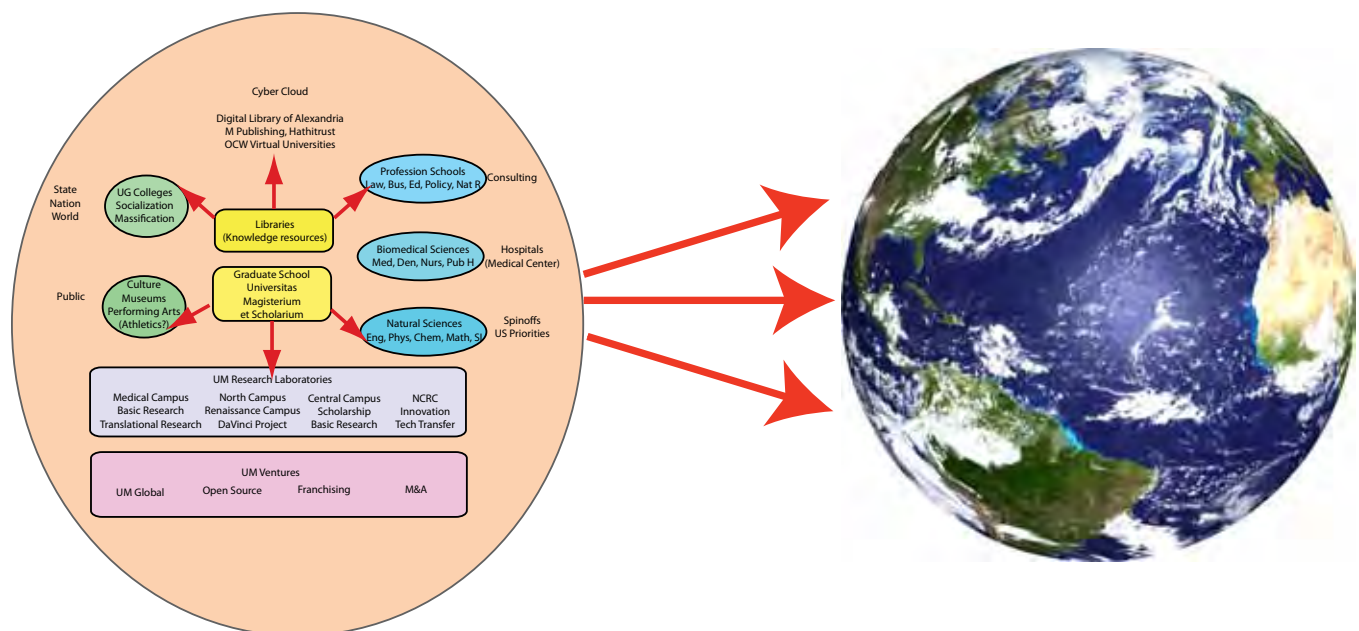 Cyber Cloud
Digital Library of Alexandria
M Publishing, Hathitrust
OCW Virtual Universities
State
Nation
World
UG Colleges
Socialization
Massification
Profession Schools
Law, Bus, Ed, Policy, Nat R
Consulting
Libraries
(Knowledge resources)
Biomedical Sciences
Med, Den, Nurs, Pub H
Hospitals
(Medical Center)
Public
Culture
Museums
Performing Arts
(Athletics?)
Graduate School
Universitas
Magisterium
et Scholarium
Natural Sciences
Eng, Phys, Chem, Math, SI
Spinoffs
US Priorities
UM Research Laboratories
Medical Campus
Basic Research
Translational Research
North Campus
Renaissance Campus
DaVinci Project
Central Campus
Scholarship
Basic Research
NCRC
Innovation
Tech Transfer
UM Ventures
UM Global
Open Source
Franchising
M&A